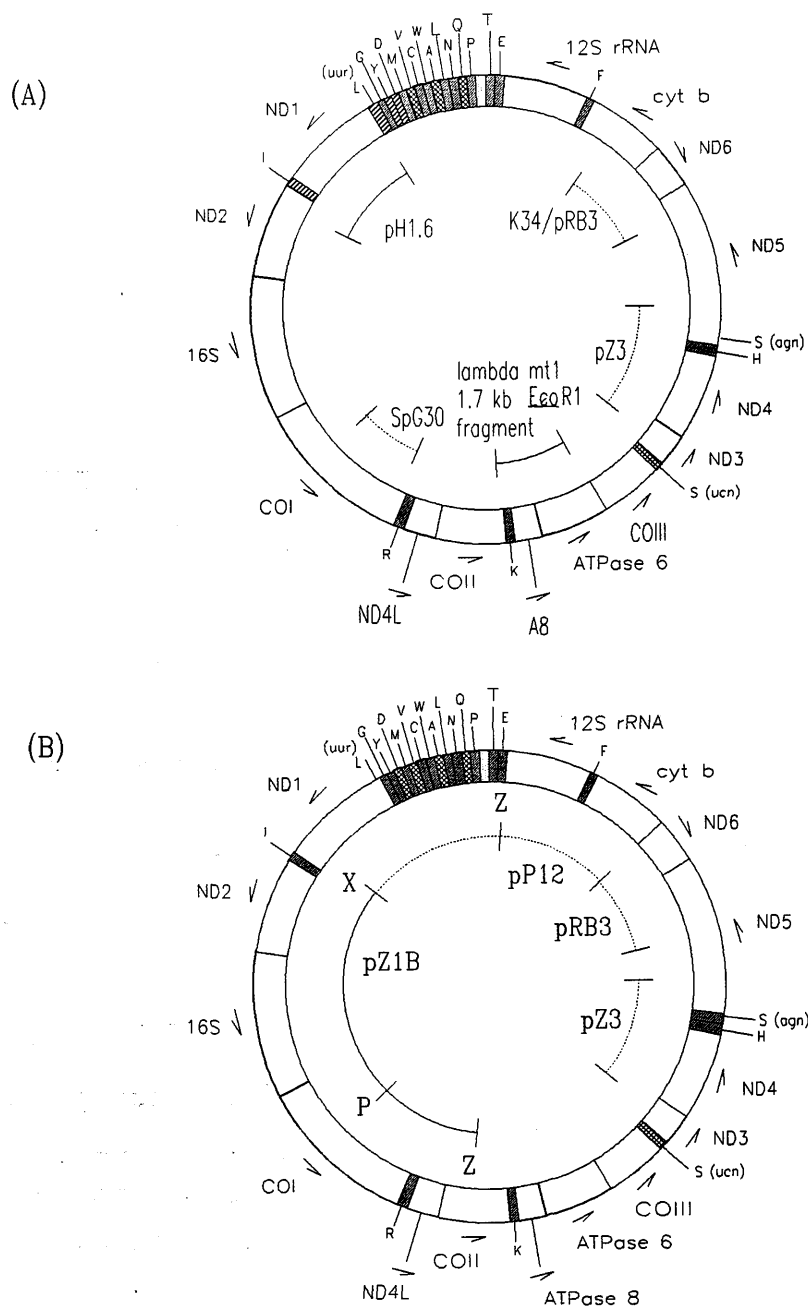 (A)
(uur)
L
G
Y
D
M
V
C
W
A
L
N
Q
P
T
E
12S rRNA
F
cyt b
ND6
ND5
S (agn)
H
ND4
ND3
S (ucn)
COIII
ATPase 6
A8
K
COII
ND4L
R
COI
16S
ND2
I
ND1
pH1.6
K34/pRB3
pZ3
lambda mt1
1.7 kb EcoR1
fragment
SpG30
(B)
(uur)
L
G
Y
D
M
V
C
W
A
L
N
Q
P
T
E
12S rRNA
F
cyt b
ND6
ND5
S (agn)
H
ND4
ND3
S (ucn)
COIII
ATPase 6
ATPase 8
K
COII
ND4L
R
COI
16S
ND2
I
ND1
Z
X
pP12
pRB3
pZ1B
pZ3
P
Z